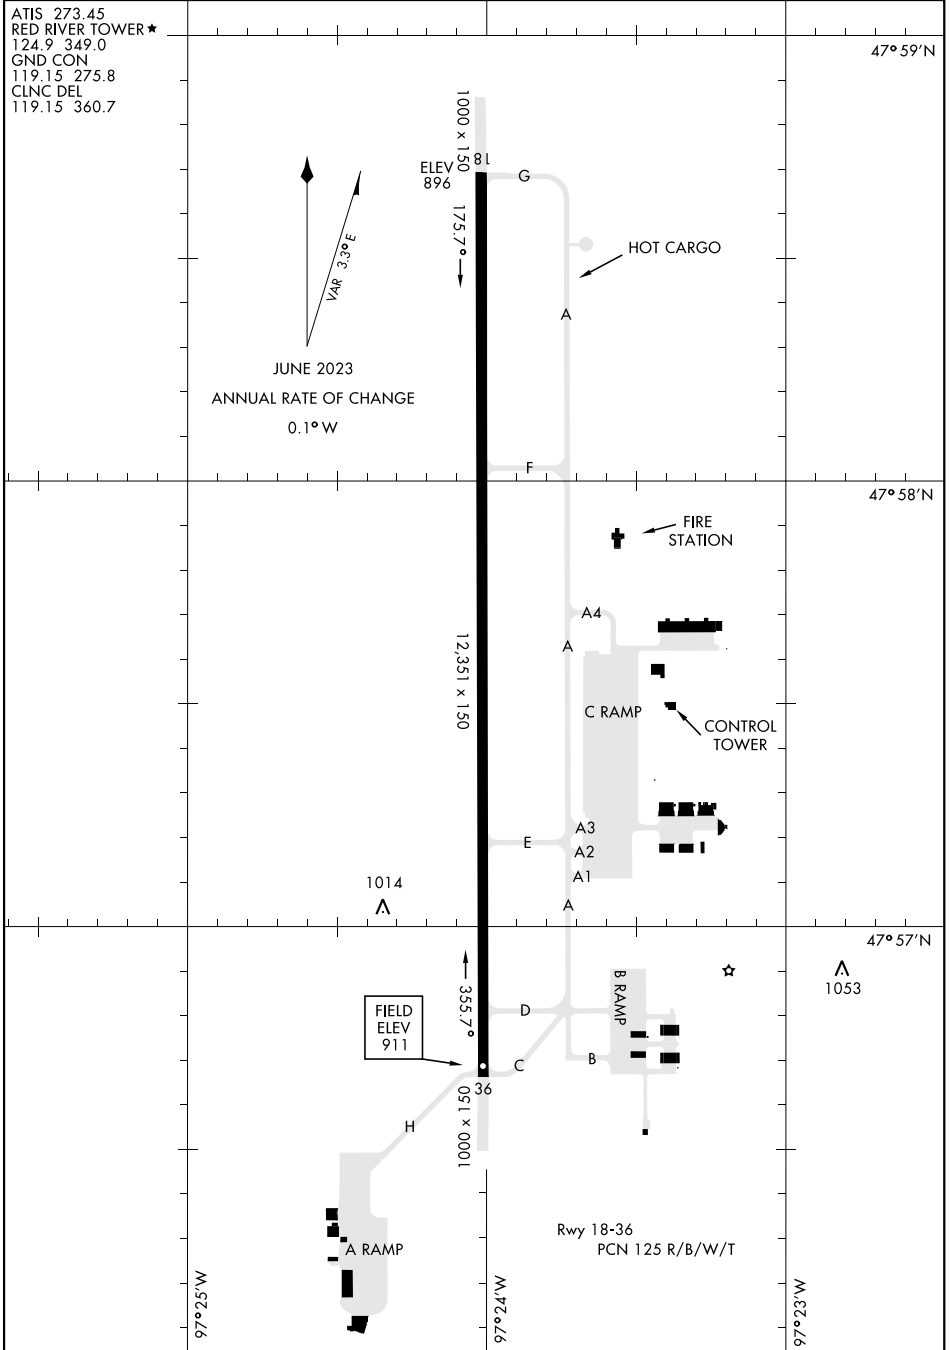 ATIS 273.45
RED RIVER TOWER★
124.9 349.0
GND CON
119.15 275.8
CLNC DEL
119.15 360.7
47°59'N
1000 x 150
18
ELEV
896
G
175.7°
HOT CARGO
VAR 3.3° E
A
JUNE 2023
ANNUAL RATE OF CHANGE
0.1° W
F
47°58'N
FIRE
STATION
A4
A
12,351 x 150
C RAMP
CONTROL
TOWER
A3
E
A2
A1
1014
A
47°57'N
355.7°
B RAMP
1053
FIELD
ELEV
911
D
C
B
36
1000 x 150
H
Rwy 18-36
PCN 125 R/B/W/T
A RAMP
97°25'W
97°24'W
97°23'W